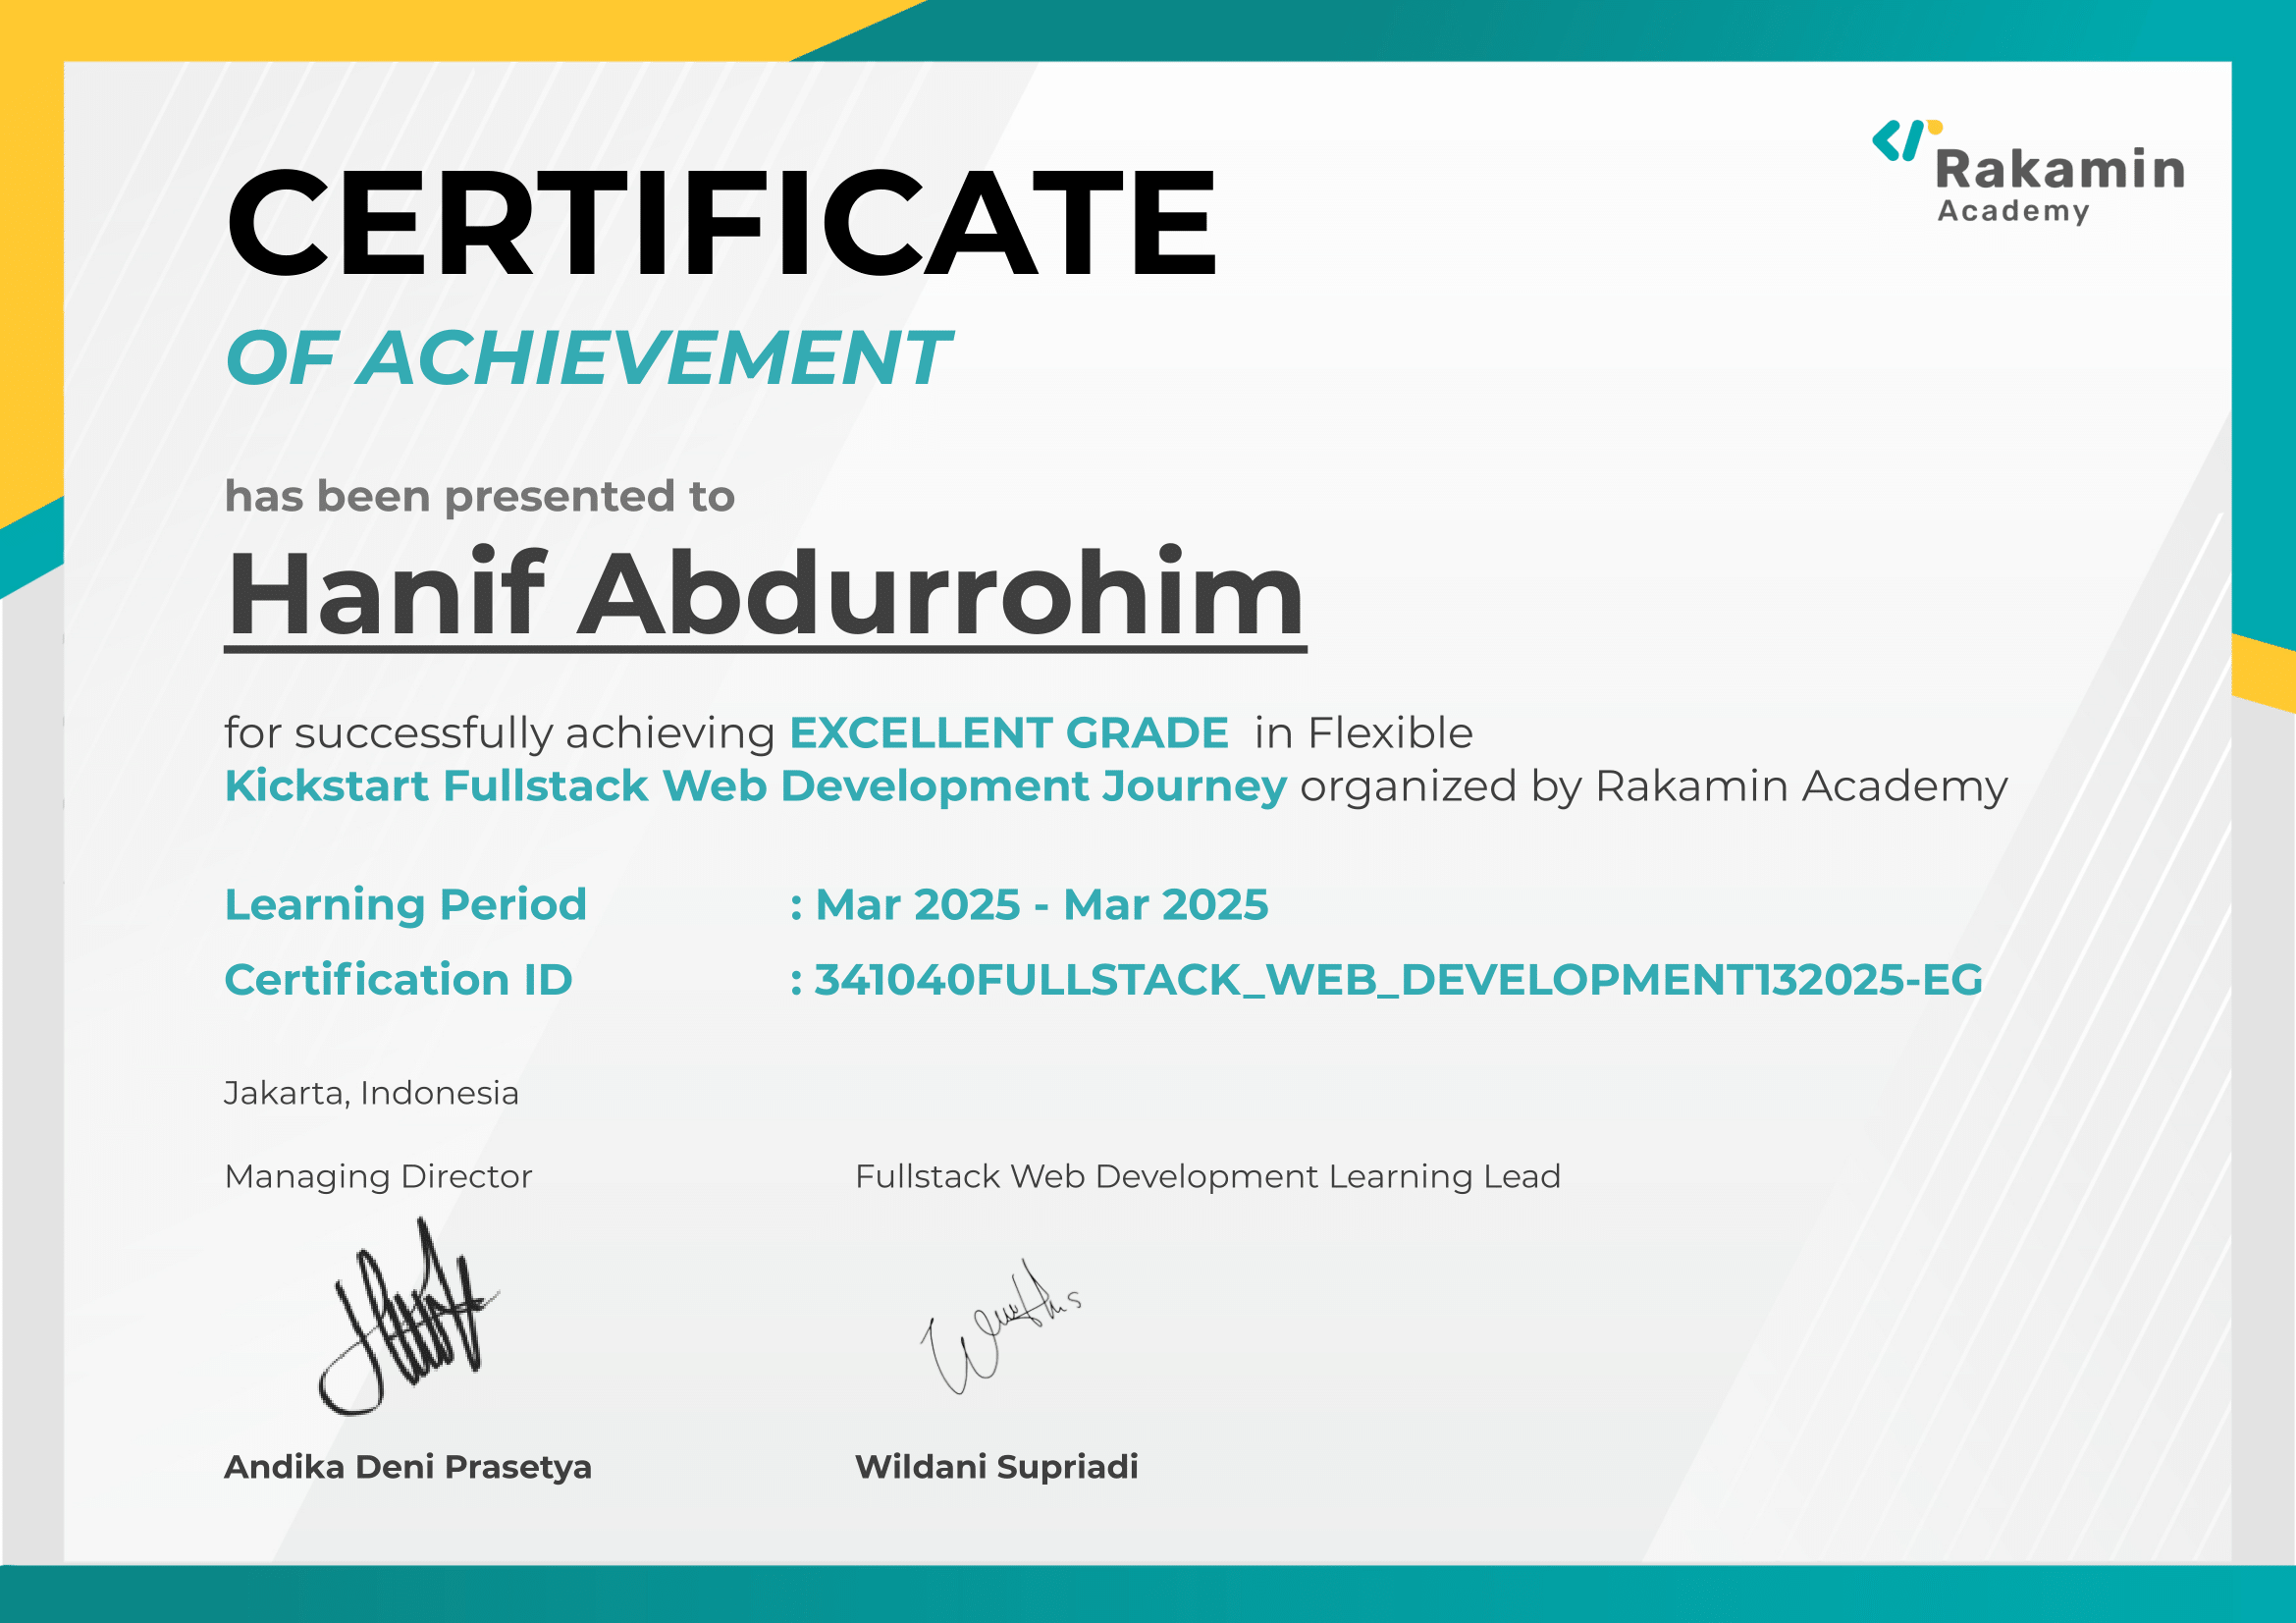 Rakamin
Academy
CERTIFICATE
OF ACHIEVEMENT
has been presented to
Hanif Abdurrohim
for successfully achieving EXCELLENT GRADE in Flexible
Kickstart Fullstack Web Development Journey organized by Rakamin Academy
Learning Period : Mar 2025 - Mar 2025
Certification ID : 341040FULLSTACK_WEB_DEVELOPMENT132025-EG
Jakarta, Indonesia
Managing Director Fullstack Web Development Learning Lead
Andika Deni Prasetya Wildani Supriadi